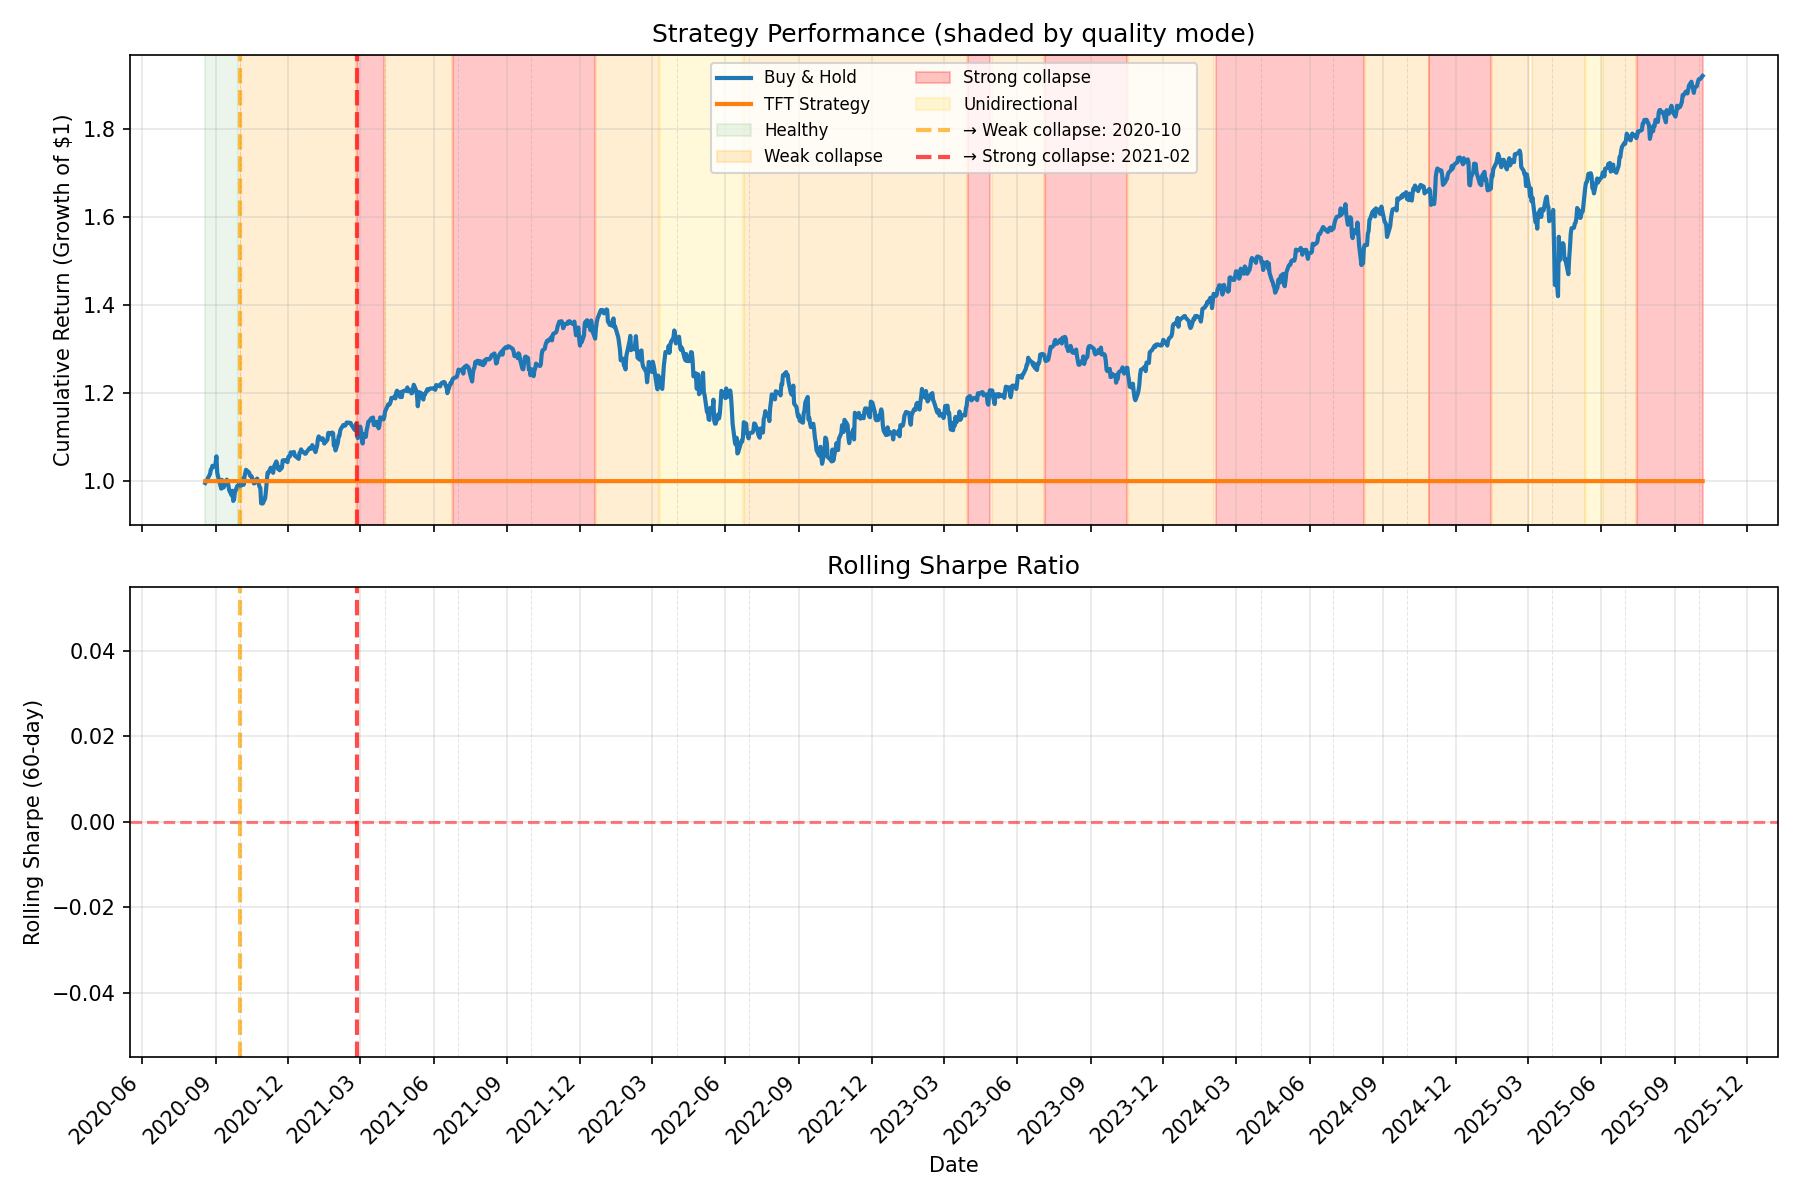 Strategy Performance (shaded by quality mode)
Cumulative Return (Growth of $1)
1.8
1.6
1.4
1.2
1.0
Buy & Hold
TFT Strategy
Healthy
Weak collapse
Strong collapse
Unidirectional
→ Weak collapse: 2020-10
→ Strong collapse: 2021-02
Rolling Sharpe Ratio
Rolling Sharpe (60-day)
0.04
0.02
0.00
−0.02
−0.04
2020-06
2020-09
2020-12
2021-03
2021-06
2021-09
2021-12
2022-03
2022-06
2022-09
2022-12
2023-03
2023-06
2023-09
2023-12
2024-03
2024-06
2024-09
2024-12
2025-03
2025-06
2025-09
2025-12
Date